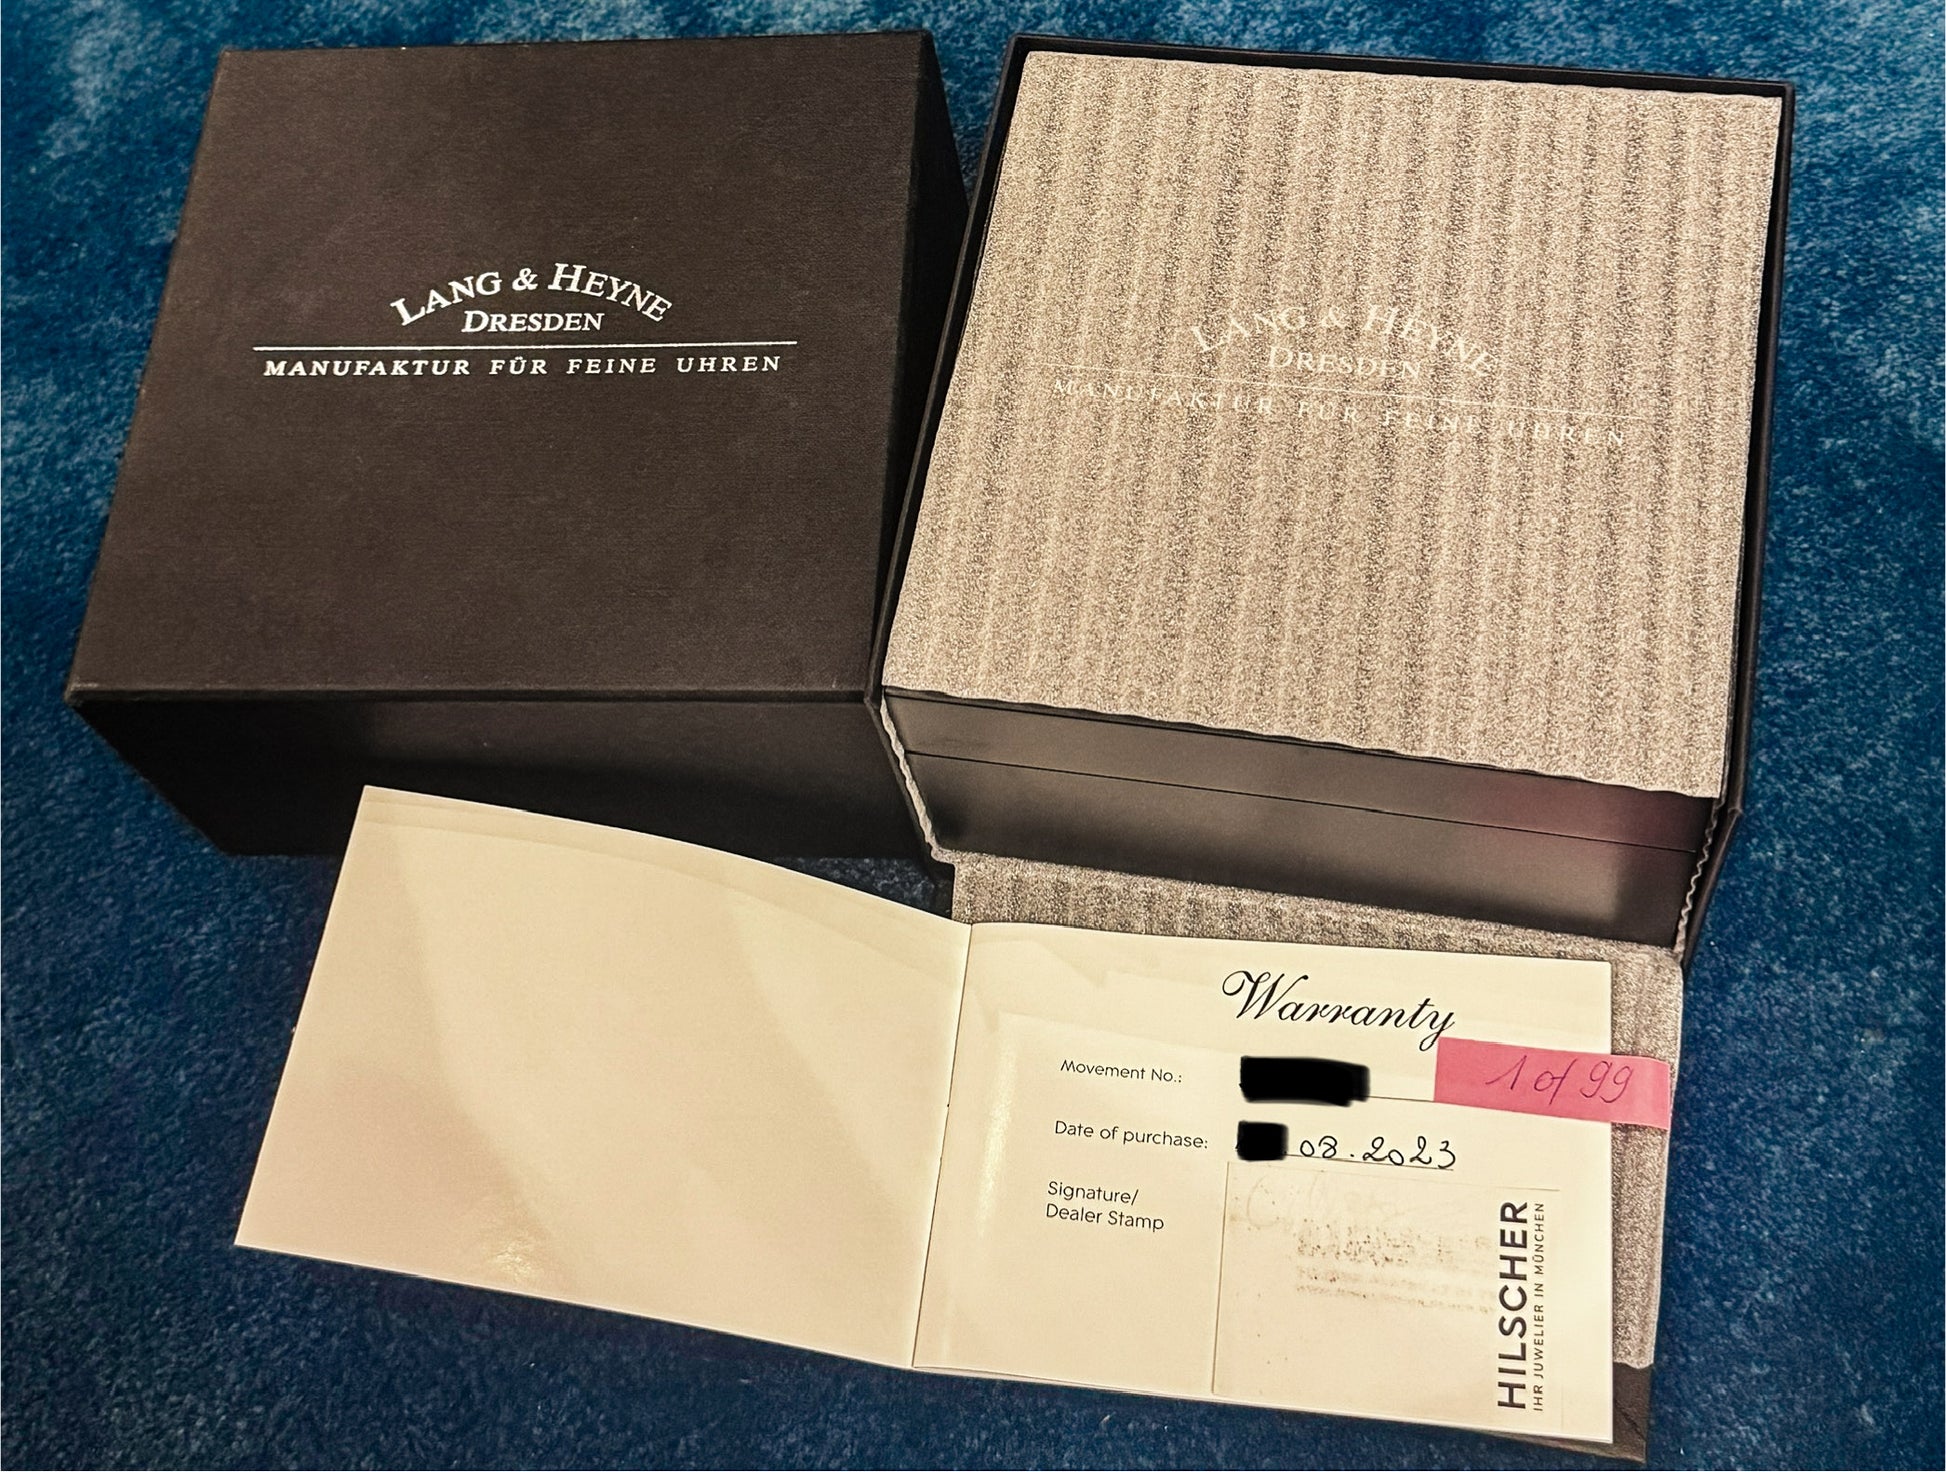 LANG & HEYNE
DRESDEN
MANUFAKTUR FÜR FEINE UHREN
LANG & HEYNE
DRESDEN
MANUFAKTUR FÜR FEINE UHREN
Warranty
Movement No.:
1 of 99
Date of purchase:
08.2023
Signature/
Dealer Stamp
HILSCHER
IHR JUWELIER IN MÜNCHEN